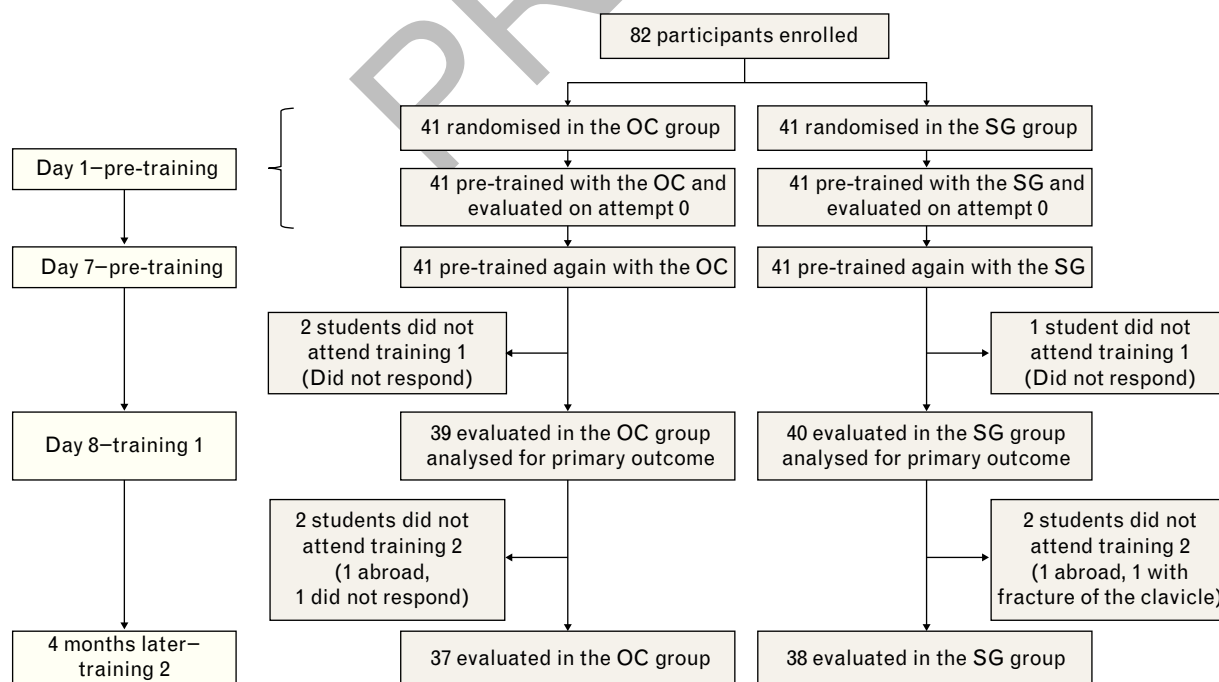 82 participants enrolled
41 randomised in the OC group
41 randomised in the SG group
Day 1–pre-training
41 pre-trained with the OC and
evaluated on attempt 0
41 pre-trained with the SG and
evaluated on attempt 0
Day 7–pre-training
41 pre-trained again with the OC
41 pre-trained again with the SG
2 students did not
attend training 1
(Did not respond)
1 student did not
attend training 1
(Did not respond)
Day 8–training 1
39 evaluated in the OC group
analysed for primary outcome
40 evaluated in the SG group
analysed for primary outcome
2 students did not
attend training 2
(1 abroad,
1 did not respond)
2 students did not
attend training 2
(1 abroad, 1 with
fracture of the clavicle)
4 months later–
training 2
37 evaluated in the OC group
38 evaluated in the SG group